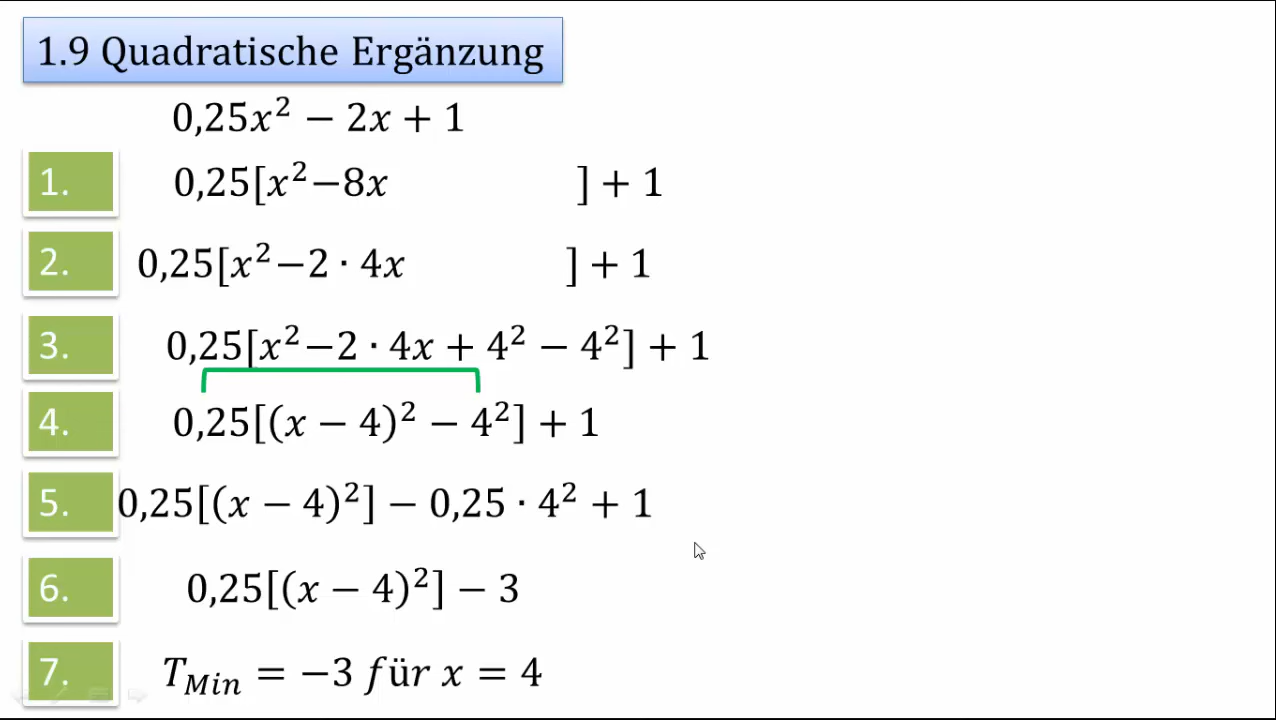 1.9 Quadratische Ergänzung
0,25x² − 2x + 1
1. 0,25[x²−8x ] + 1
2. 0,25[x²−2 · 4x ] + 1
3. 0,25[x²−2 · 4x + 4² − 4²] + 1
4. 0,25[(x − 4)² − 4²] + 1
5. 0,25[(x − 4)²] − 0,25 · 4² + 1
6. 0,25[(x − 4)²] − 3
7. T_Min = −3 für x = 4